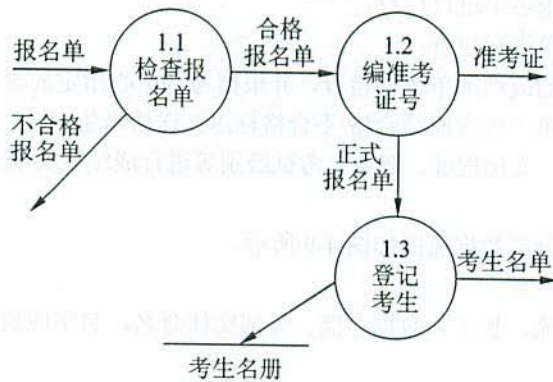 报名单
1.1
检查报
名单
合格
报名单
1.2
编准考
证号
准考证
不合格
报名单
正式
报名单
1.3
登记
考生
考生名单
考生名册